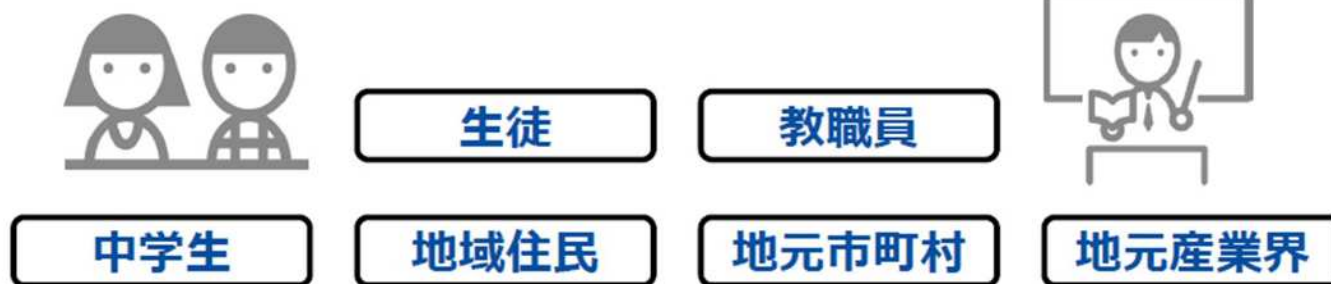 生徒
教職員
中学生
地域住民
地元市町村
地元産業界